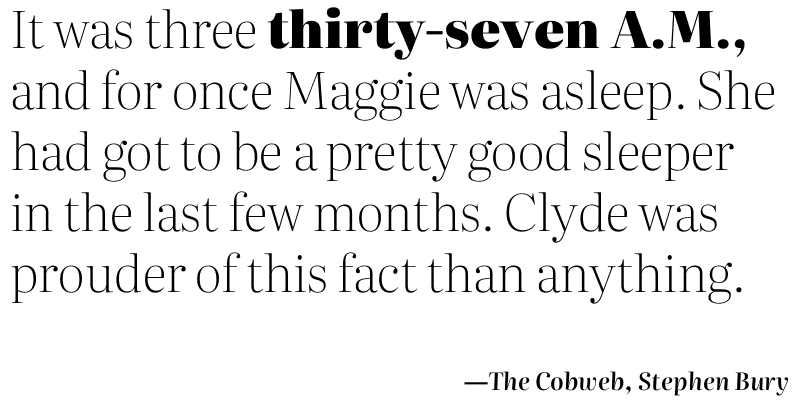 It was three thirty-seven A.M.,
and for once Maggie was asleep. She
had got to be a pretty good sleeper
in the last few months. Clyde was
prouder of this fact than anything.
—The Cobweb, Stephen Bury